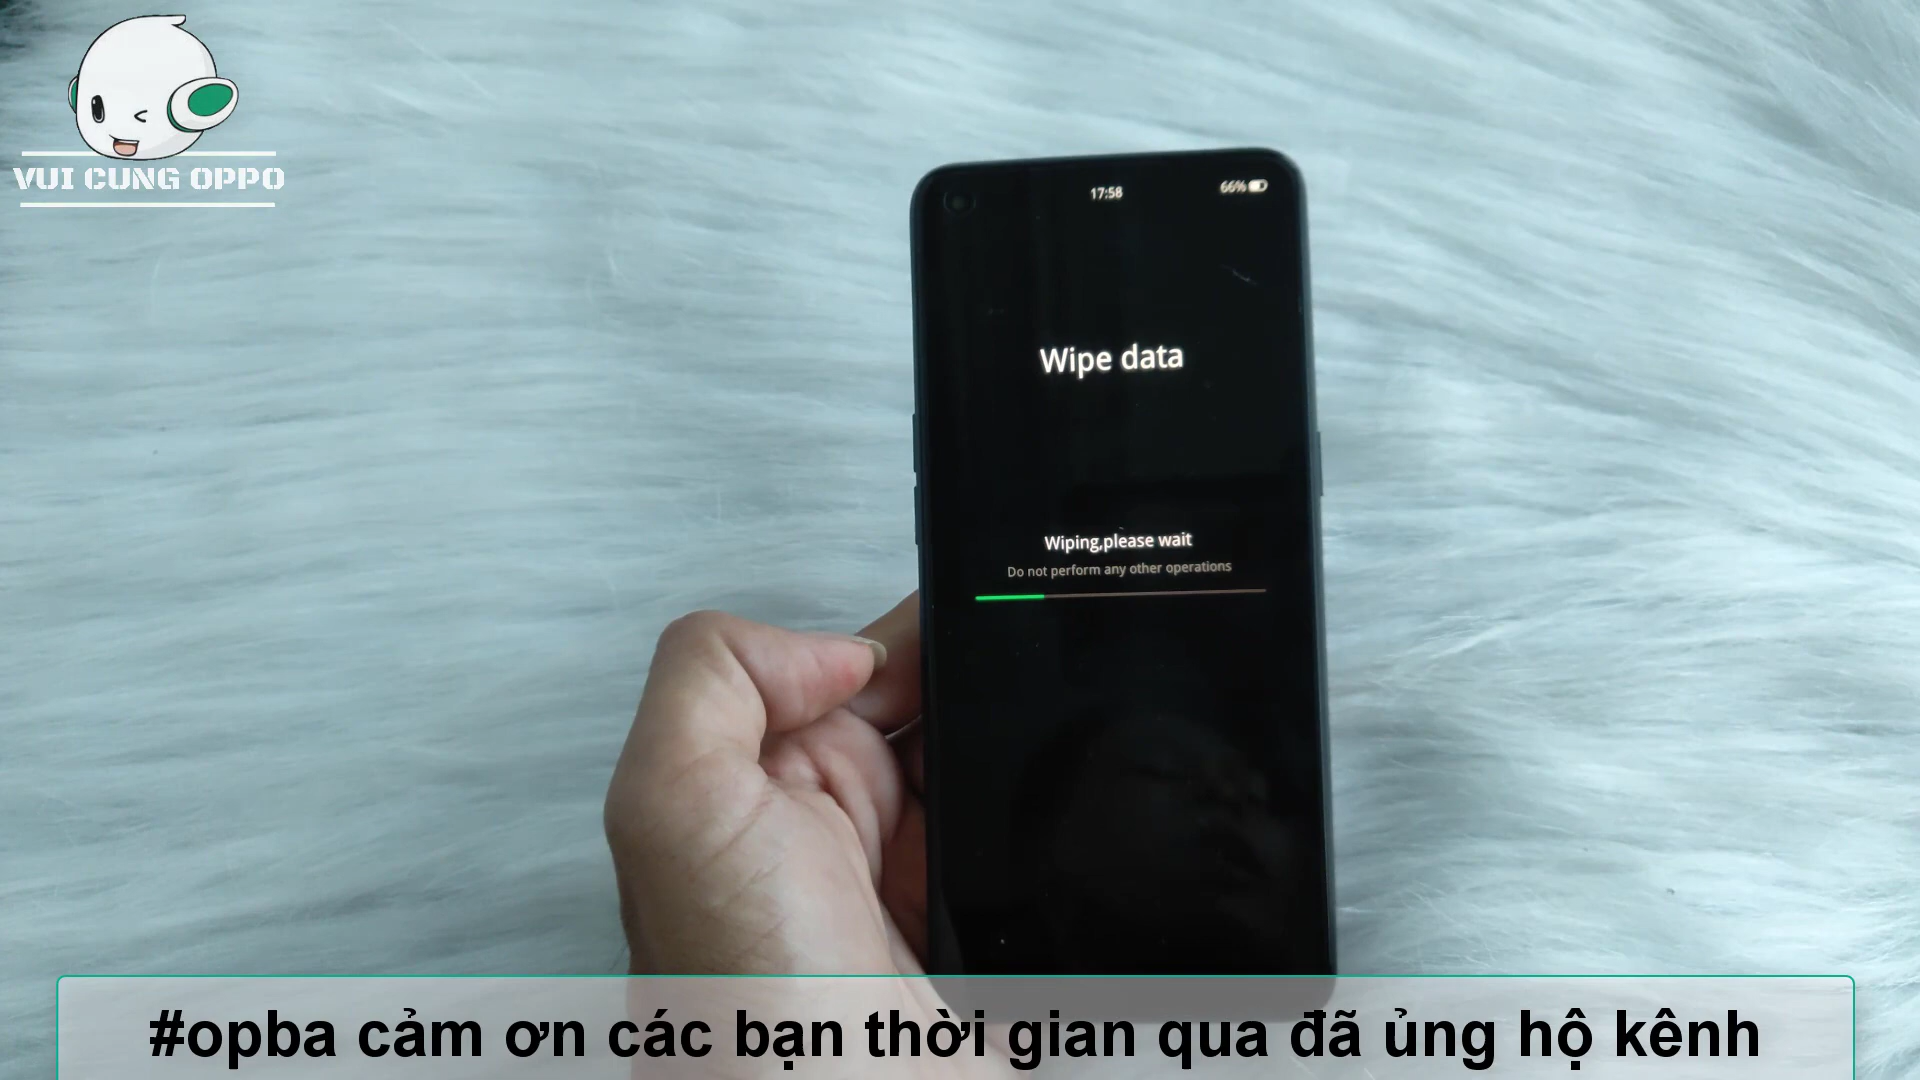 VUI CUNG OPPO
17:58
66%
Wipe data
Wiping,please wait
Do not perform any other operations
#opba cảm ơn các bạn thời gian qua đã ủng hộ kênh